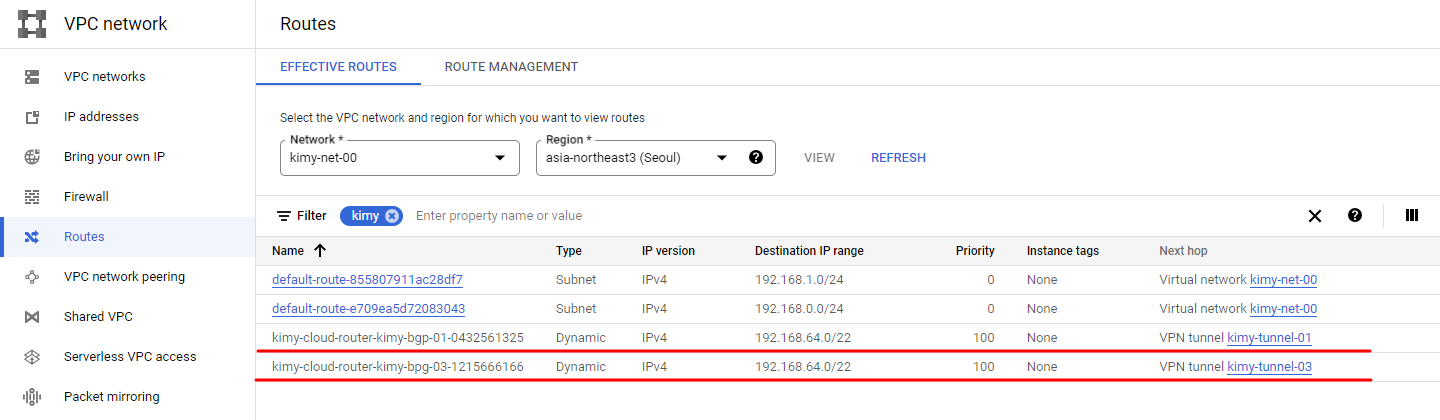 VPC network
VPC networks
IP addresses
Bring your own IP
Firewall
Routes
VPC network peering
Shared VPC
Serverless VPC access
Packet mirroring
Routes
EFFECTIVE ROUTES ROUTE MANAGEMENT
Select the VPC network and region for which you want to view routes
Network * Region *
kimy-net-00 asia-northeast3 (Seoul) ? VIEW REFRESH
Filter kimy Enter property name or value ?
Name Type IP version Destination IP range Priority Instance tags Next hop
default-route-855807911ac28df7 Subnet IPv4 192.168.1.0/24 0 None Virtual network kimy-net-00
default-route-e709ea5d72083043 Subnet IPv4 192.168.0.0/24 0 None Virtual network kimy-net-00
kimy-cloud-router-kimy-bgp-01-0432561325 Dynamic IPv4 192.168.64.0/22 100 None VPN tunnel kimy-tunnel-01
kimy-cloud-router-kimy-bpg-03-1215666166 Dynamic IPv4 192.168.64.0/22 100 None VPN tunnel kimy-tunnel-03